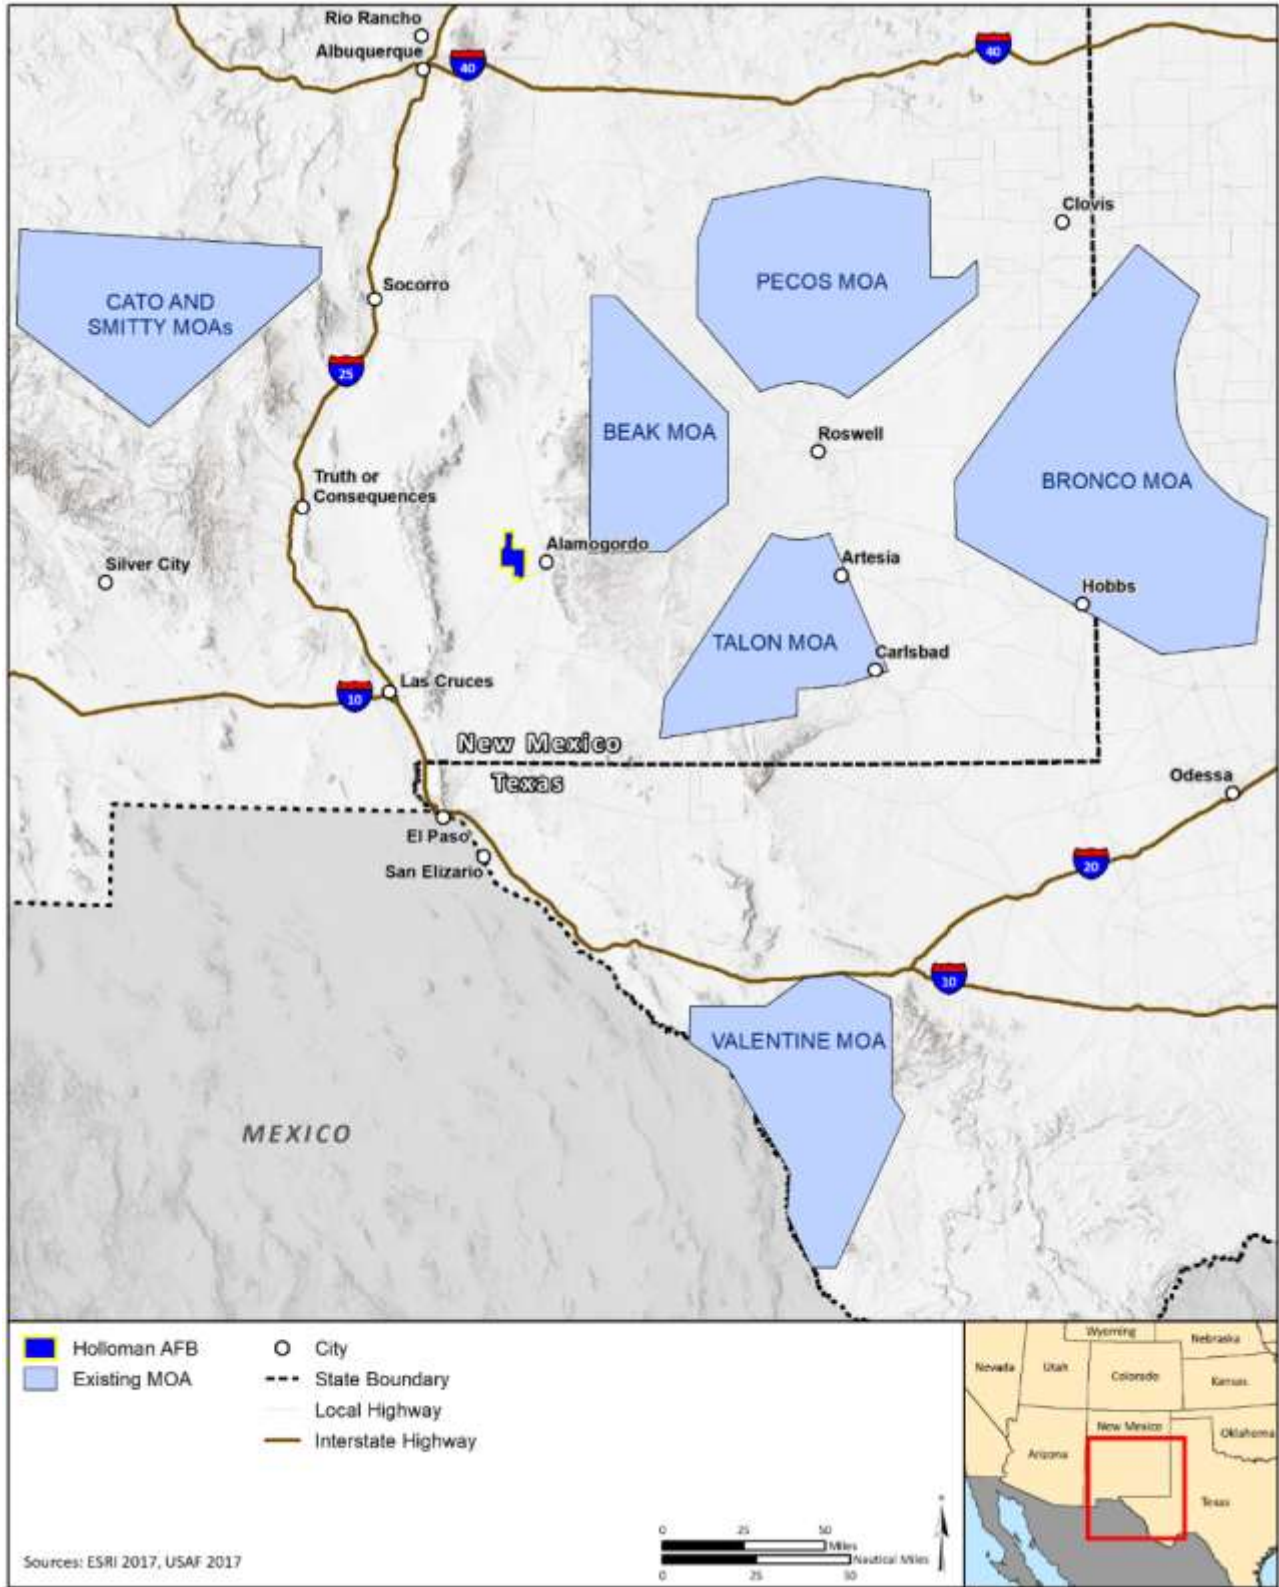 Rio Rancho
Albuquerque
40
40
Clovis
CATO AND
SMITTY MOAs
Socorro
PECOS MOA
25
BEAK MOA
Roswell
BRONCO MOA
Truth or
Consequences
Silver City
Alamogordo
Artesia
Hobbs
TALON MOA
Carlsbad
Las Cruces
10
New Mexico
Texas
Odessa
El Paso
San Elizario
20
10
VALENTINE MOA
MEXICO
Holloman AFB
Existing MOA
City
State Boundary
Local Highway
Interstate Highway
Sources: ESRI 2017, USAF 2017
0 25 50
Miles
Nautical Miles
0 25 50
Wyoming
Nebraska
Nevada
Utah
Colorado
Kansas
New Mexico
Oklahoma
Arizona
Texas